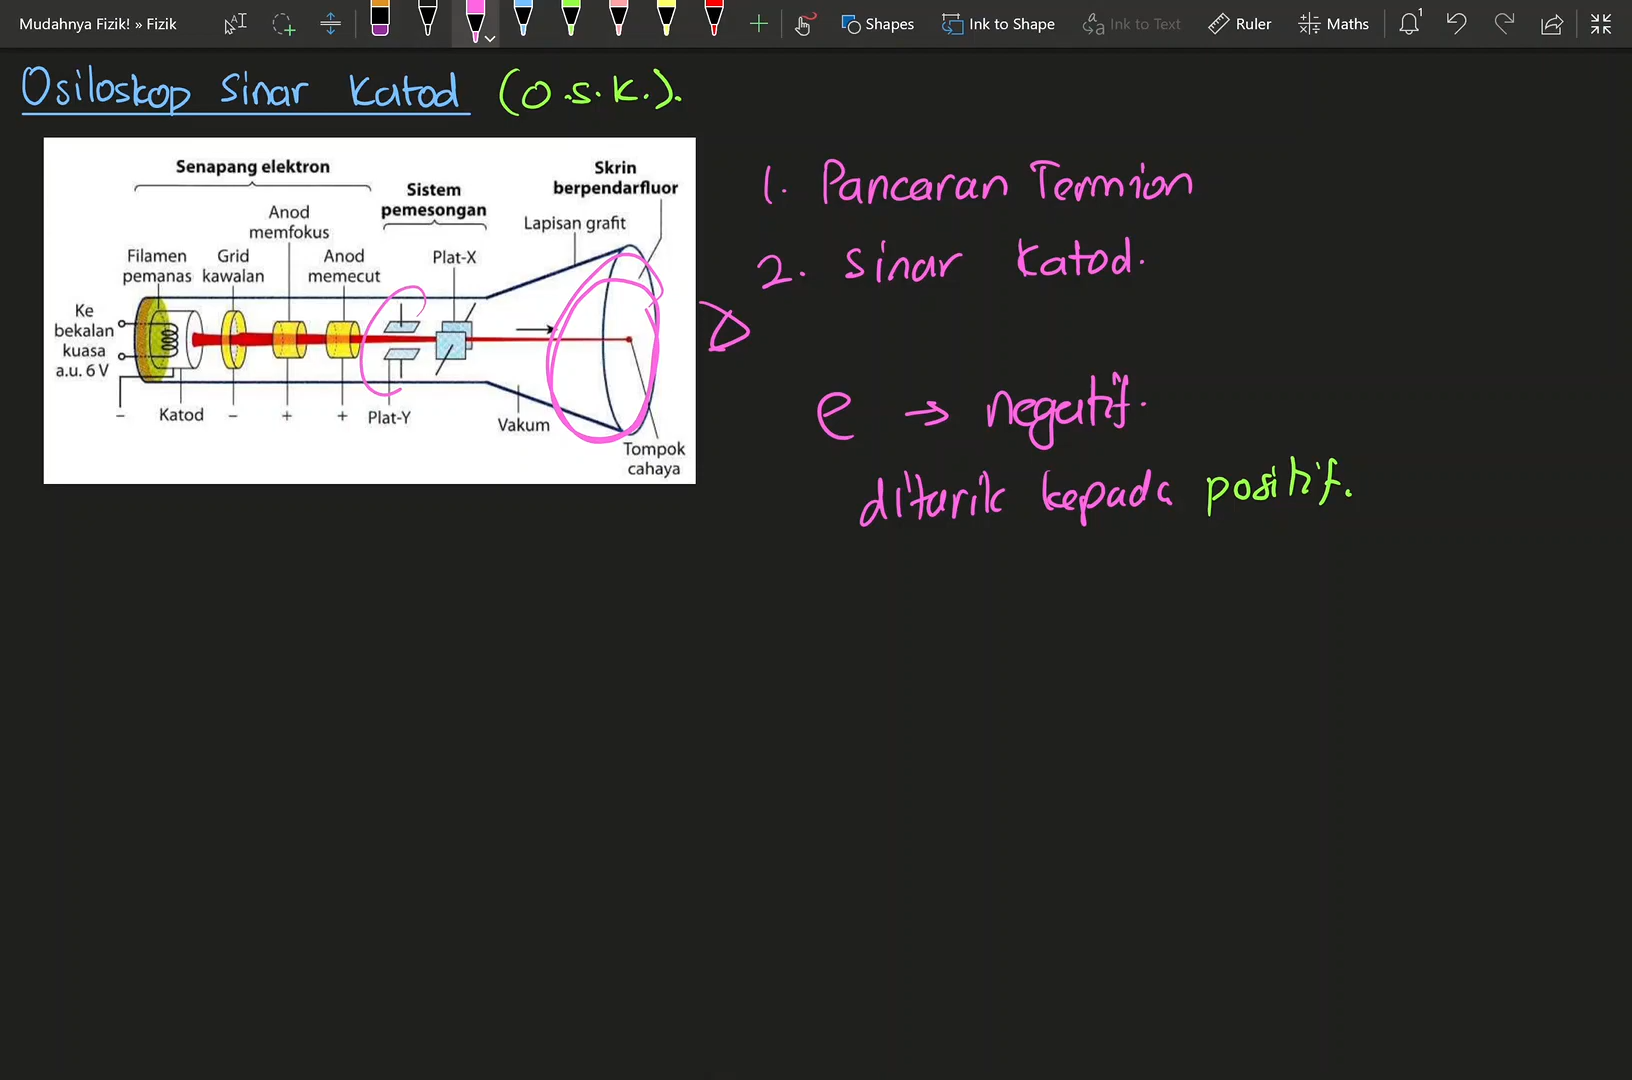 Mudahnya Fizik! » Fizik
Shapes
Ink to Shape
Ink to Text
Ruler
Maths
1
Osiloskop Sinar Katod (O.S.K.).
Senapang elektron
Sistem pemesongan
Skrin berpendarfluor
Anod memfokus
Lapisan grafit
Filamen pemanas
Grid kawalan
Anod memecut
Plat-X
Ke bekalan kuasa a.u. 6 V
−
Katod
−
+
+
Plat-Y
Vakum
Tompok cahaya
1. Pancaran Termion
2. Sinar Katod.
e → negatif.
ditarik kepada positif.